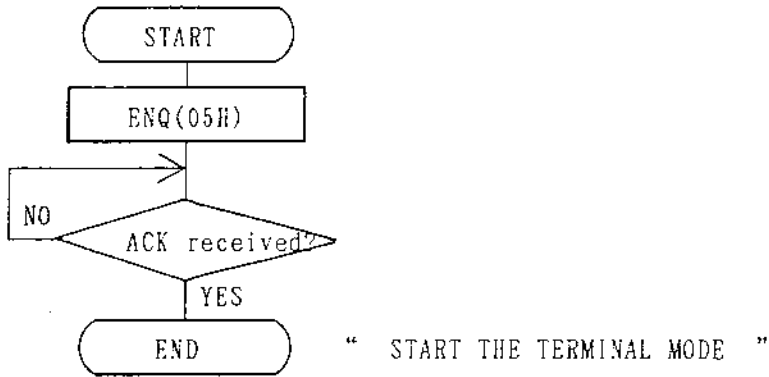 START
ENQ(05H)
NO
ACK received?
YES
END
“ START THE TERMINAL MODE ”